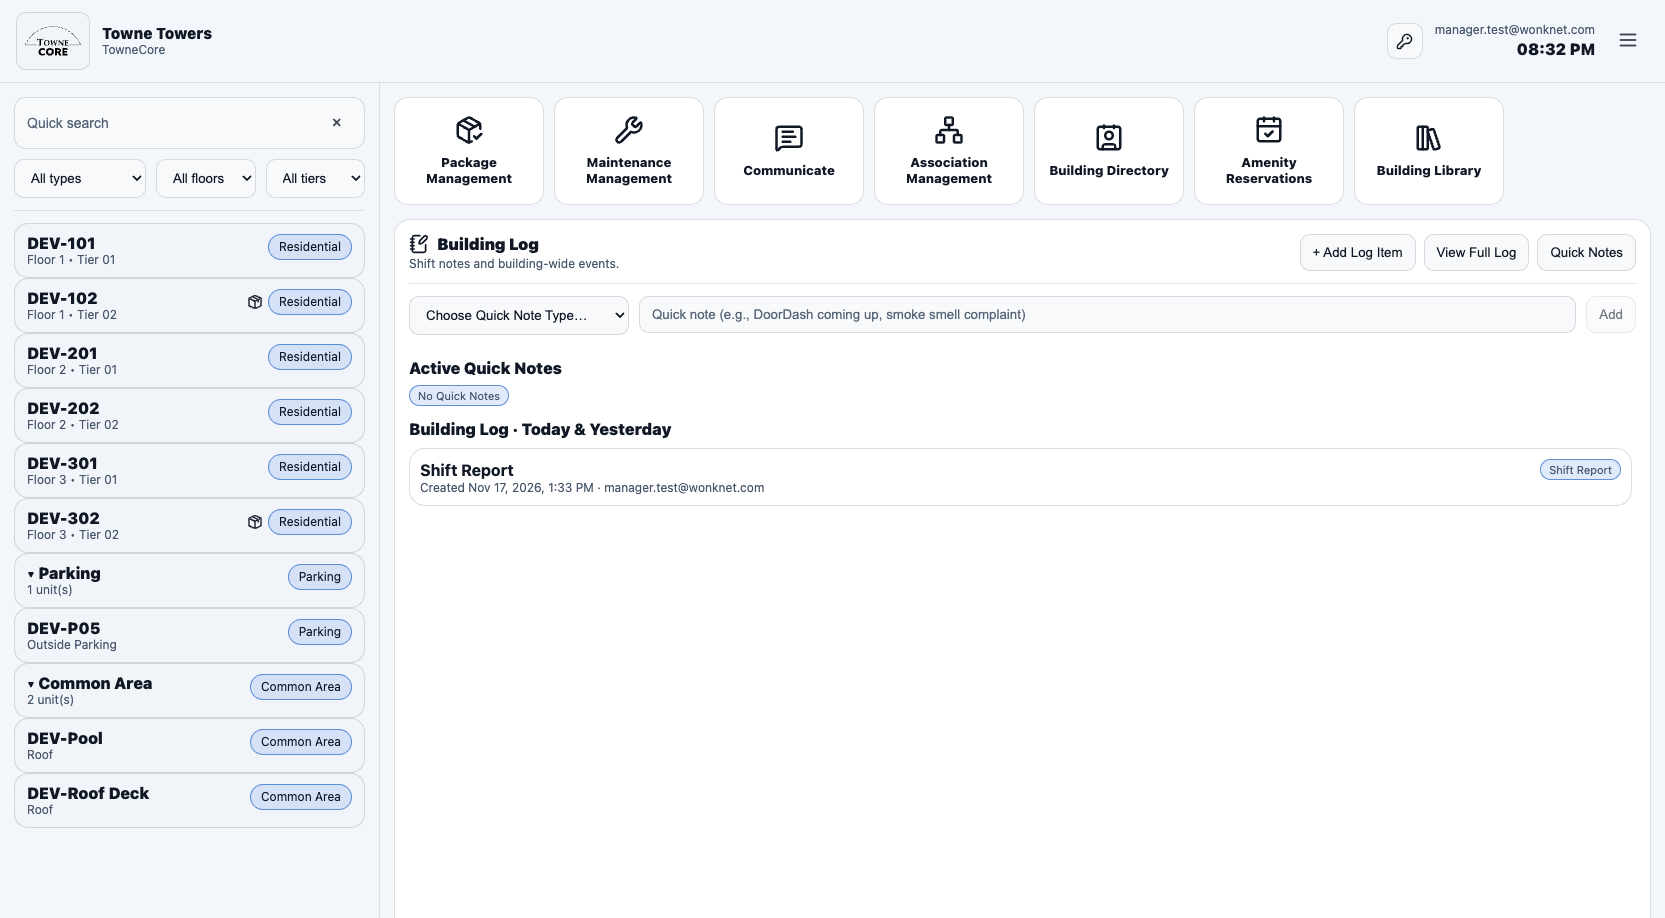 TOWNE
CORE
Towne Towers
TowneCore
manager.test@wonknet.com
08:32 PM
Quick search
×
All types
All floors
All tiers
DEV-101
Floor 1 • Tier 01
Residential
DEV-102
Floor 1 • Tier 02
Residential
DEV-201
Floor 2 • Tier 01
Residential
DEV-202
Floor 2 • Tier 02
Residential
DEV-301
Floor 3 • Tier 01
Residential
DEV-302
Floor 3 • Tier 02
Residential
▾ Parking
1 unit(s)
Parking
DEV-P05
Outside Parking
Parking
▾ Common Area
2 unit(s)
Common Area
DEV-Pool
Roof
Common Area
DEV-Roof Deck
Roof
Common Area
Package
Management
Maintenance
Management
Communicate
Association
Management
Building Directory
Amenity
Reservations
Building Library
Building Log
Shift notes and building-wide events.
+ Add Log Item
View Full Log
Quick Notes
Choose Quick Note Type...
Quick note (e.g., DoorDash coming up, smoke smell complaint)
Add
Active Quick Notes
No Quick Notes
Building Log · Today & Yesterday
Shift Report
Created Nov 17, 2026, 1:33 PM · manager.test@wonknet.com
Shift Report